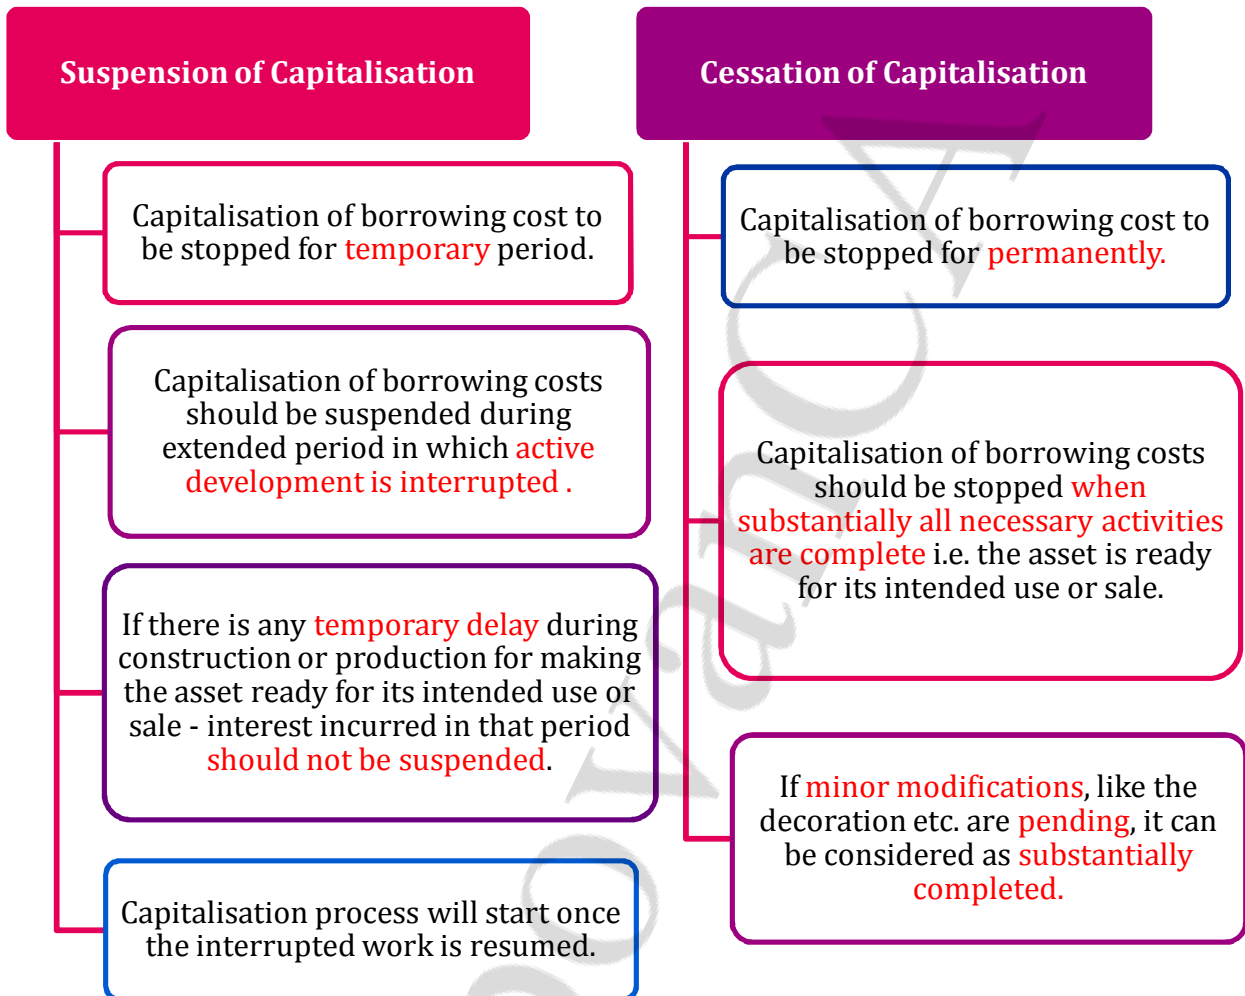 Suspension of Capitalisation
Capitalisation of borrowing cost to
be stopped for temporary period.
Capitalisation of borrowing costs
should be suspended during
extended period in which active
development is interrupted .
If there is any temporary delay during
construction or production for making
the asset ready for its intended use or
sale - interest incurred in that period
should not be suspended.
Capitalisation process will start once
the interrupted work is resumed.
Cessation of Capitalisation
Capitalisation of borrowing cost to
be stopped for permanently.
Capitalisation of borrowing costs
should be stopped when
substantially all necessary activities
are complete i.e. the asset is ready
for its intended use or sale.
If minor modifications, like the
decoration etc. are pending, it can
be considered as substantially
completed.